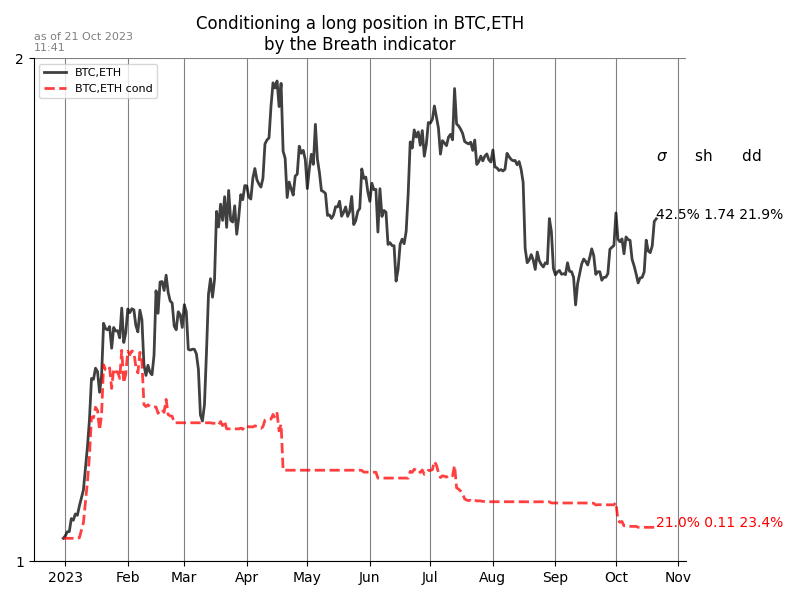 Conditioning a long position in BTC,ETH
by the Breath indicator
as of 21 Oct 2023
11:41
2
BTC,ETH
BTC,ETH cond
σ sh dd
42.5% 1.74 21.9%
21.0% 0.11 23.4%
1
2023 Feb Mar Apr May Jun Jul Aug Sep Oct Nov